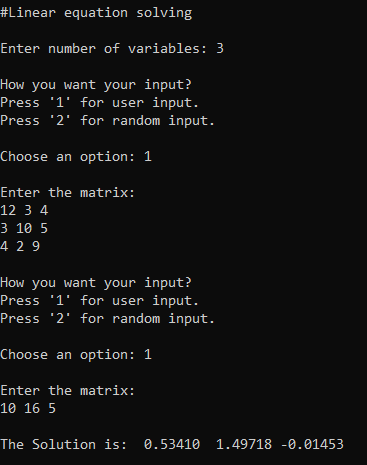 #Linear equation solving
Enter number of variables: 3
How you want your input?
Press '1' for user input.
Press '2' for random input.
Choose an option: 1
Enter the matrix:
12 3 4
3 10 5
4 2 9
How you want your input?
Press '1' for user input.
Press '2' for random input.
Choose an option: 1
Enter the matrix:
10 16 5
The Solution is:  0.53410  1.49718 -0.01453